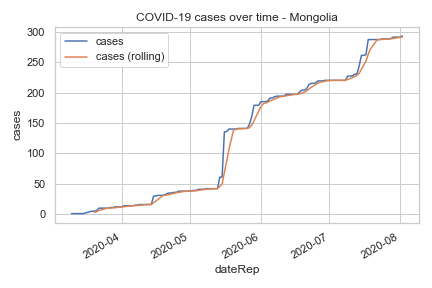 COVID-19 cases over time - Mongolia
cases
cases (rolling)
300
250
200
150
100
50
0
cases
2020-04
2020-05
2020-06
2020-07
2020-08
dateRep